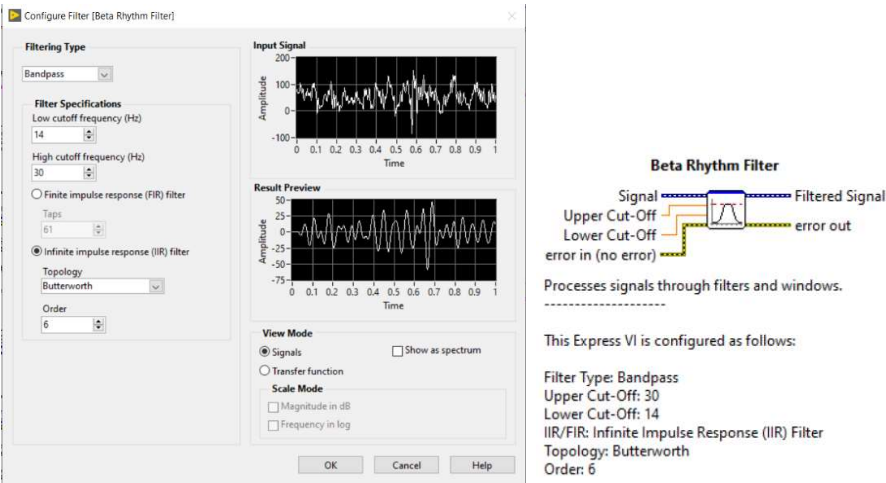 Configure Filter [Beta Rhythm Filter]
Filtering Type
Bandpass
Filter Specifications
Low cutoff frequency (Hz)
14
High cutoff frequency (Hz)
30
Finite impulse response (FIR) filter
Taps
61
Infinite impulse response (IIR) filter
Topology
Butterworth
Order
6
Input Signal
Amplitude
200
100
0
-100
0 0.1 0.2 0.3 0.4 0.5 0.6 0.7 0.8 0.9 1
Time
Result Preview
Amplitude
50
25
0
-25
-50
-75
0 0.1 0.2 0.3 0.4 0.5 0.6 0.7 0.8 0.9 1
Time
View Mode
Signals
Show as spectrum
Transfer function
Scale Mode
Magnitude in dB
Frequency in log
OK Cancel Help
Beta Rhythm Filter
Signal Filtered Signal
Upper Cut-Off
Lower Cut-Off error out
error in (no error)
Processes signals through filters and windows.
--------------------
This Express VI is configured as follows:
Filter Type: Bandpass
Upper Cut-Off: 30
Lower Cut-Off: 14
IIR/FIR: Infinite Impulse Response (IIR) Filter
Topology: Butterworth
Order: 6